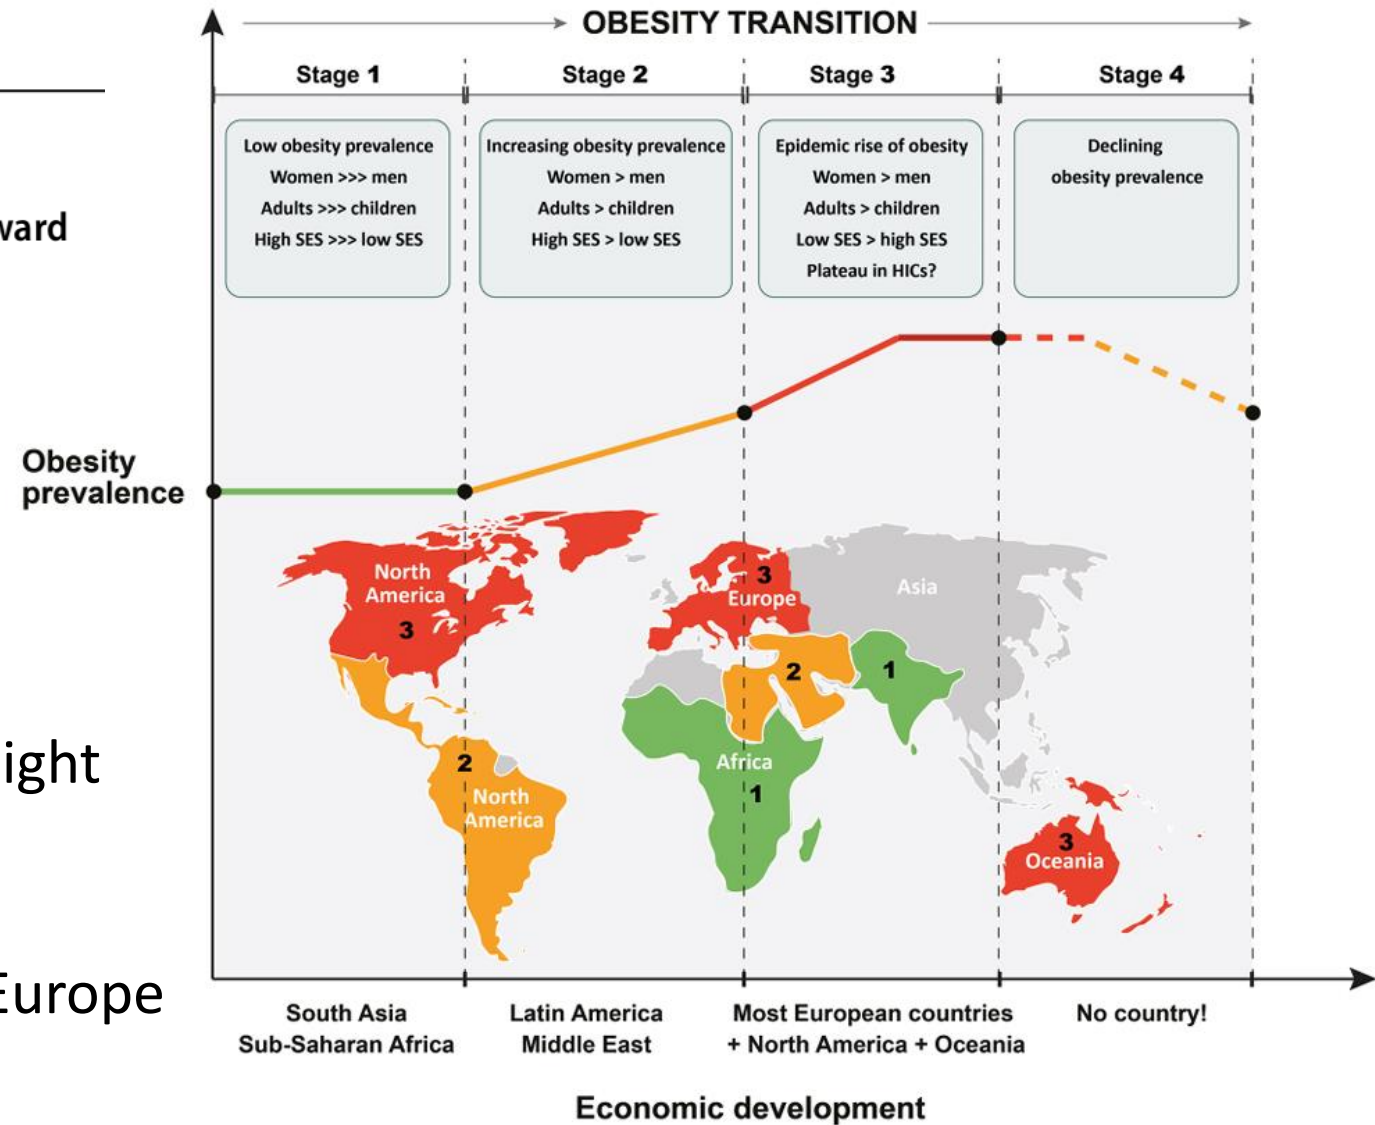 OBESITY TRANSITION
Stage 1
Stage 2
Stage 3
Stage 4
Low obesity prevalence
Women >>> men
Adults >>> children
High SES >>> low SES
Increasing obesity prevalence
Women > men
Adults > children
High SES > low SES
Epidemic rise of obesity
Women > men
Adults > children
Low SES > high SES
Plateau in HICs?
Declining
obesity prevalence
ward
Obesity
prevalence
North
America
3
3
Europe
Asia
2
1
2
North
America
Africa
1
3
Oceania
ight
Europe
South Asia
Sub-Saharan Africa
Latin America
Middle East
Most European countries
+ North America + Oceania
No country!
Economic development